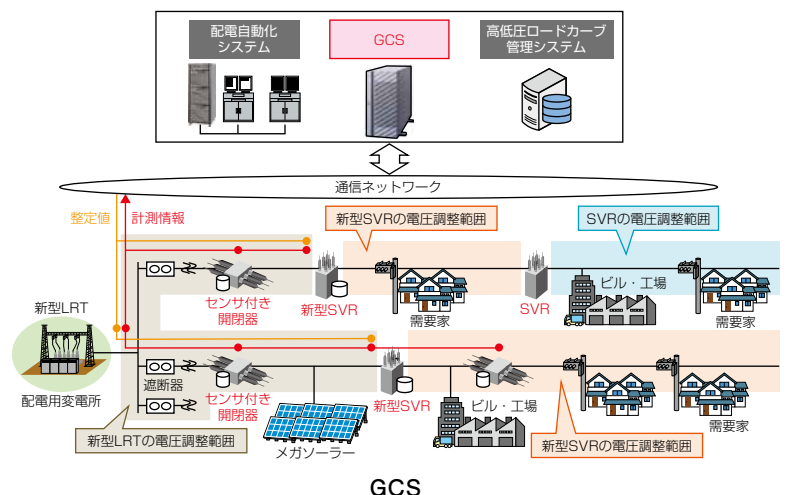 配電自動化
システム
GCS
高低圧ロードカーブ
管理システム
通信ネットワーク
整定値
計測情報
新型SVRの電圧調整範囲
SVRの電圧調整範囲
センサ付き
開閉器
新型SVR
需要家
SVR
ビル・工場
需要家
新型LRT
配電用変電所
遮断器
センサ付き
開閉器
新型SVR
ビル・工場
需要家
新型LRTの電圧調整範囲
メガソーラー
新型SVRの電圧調整範囲
GCS